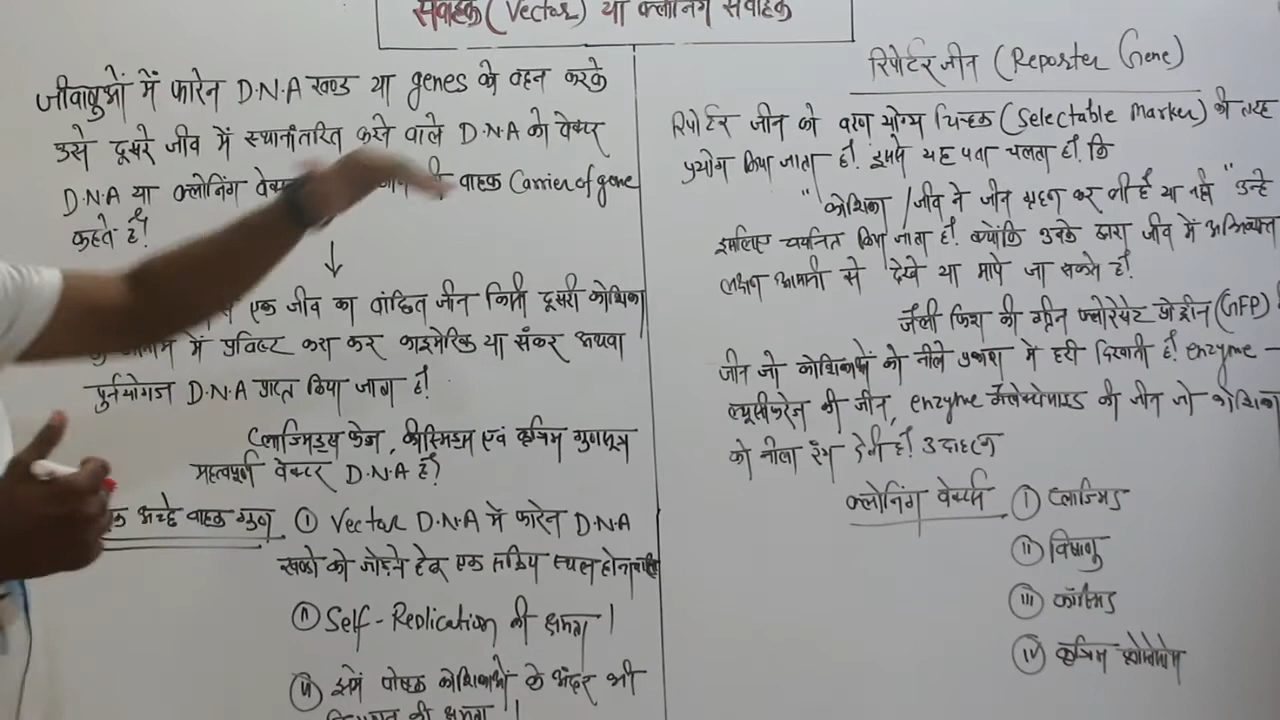 संवाहक (Vector) या क्लोनिंग संवाहक
जीवाणुओं में फारेन D.N.A खण्ड या genes को वहन करके
उसे दूसरे जीव में स्थानांतरित करने वाले D.N.A को वेक्टर
D.N.A या क्लोनिंग वाहक Carrier of gene
कहते हैं।
एक जीव का वांछित जीन किसी दूसरी कोशिका
में प्रविष्ट करा कर काइमेरिक या संकर अथवा
पुर्नयोगज D.N.A प्राप्त किया जाता है।
प्लाज्मिड्स फेज, कॉस्मिड्स एवं कृत्रिम गुणसूत्र
महत्वपूर्ण वेक्टर D.N.A हैं?
अच्छे वाहक गुण (I) Vector D.N.A में फारेन D.N.A
खण्डो को जोड़ने हेतू एक सक्रिय स्थल होना
(II) Self-Replication की क्षमता।
इसमें पोषक कोशिकाओं के अंदर भी
की क्षमता।
रिपोर्टर जीन (Reporter Gene)
रिपोर्टर जीन को वरण योग्य चिन्हक (Selectable Marker) की तरह
प्रयोग किया जाता है। इससे यह पता चलता है। कि
"कोशिका / जीव ने जीन ग्रहण कर ली है या नही" उन्हे
इसलिए चयनित किया जाता है। क्योंकि उनके द्वारा जीव में अभिव्यक्त
लक्षण आसानी से देखे या मापे जा सकते हैं।
जैली फिश की ग्रीन फ्लोरेसेंट प्रोटीन (GFP)
जीन जो कोशिकाओं को नीले प्रकाश में हरी दिखाती है। enzyme –
ल्यूसीफरेज की जीन, enzyme की जीन जो कोशिका
को नीला रंग देती है। उदाहरण
क्लोनिंग वेक्टर्स (I) प्लाज्मिड
(II) विषाणु
(III) कॉस्मिड
(IV) कृत्रिम क्रोमोसोम